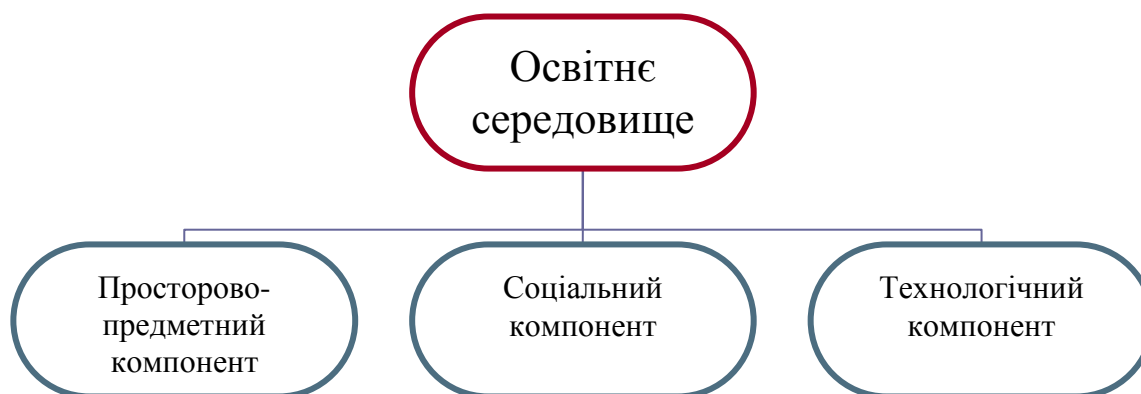 Освітнє
середовище
Просторово-
предметний
компонент
Соціальний
компонент
Технологічний
компонент